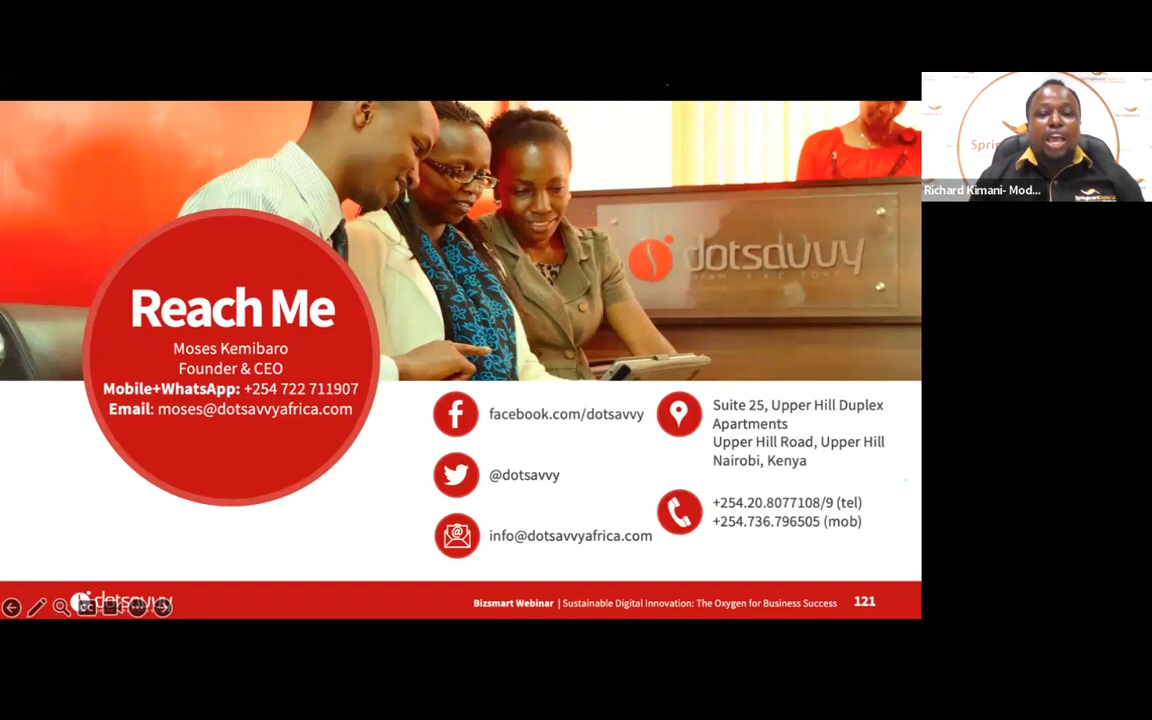 Reach Me
Moses Kemibaro
Founder & CEO
Mobile+WhatsApp: +254 722 711907
Email: moses@dotsavvyafrica.com
dotsavvy
facebook.com/dotsavvy
@dotsavvy
info@dotsavvyafrica.com
Suite 25, Upper Hill Duplex
Apartments
Upper Hill Road, Upper Hill
Nairobi, Kenya
+254.20.8077108/9 (tel)
+254.736.796505 (mob)
dotsavvy
Bizsmart Webinar | Sustainable Digital Innovation: The Oxygen for Business Success 121
Richard Kimani- Mod...